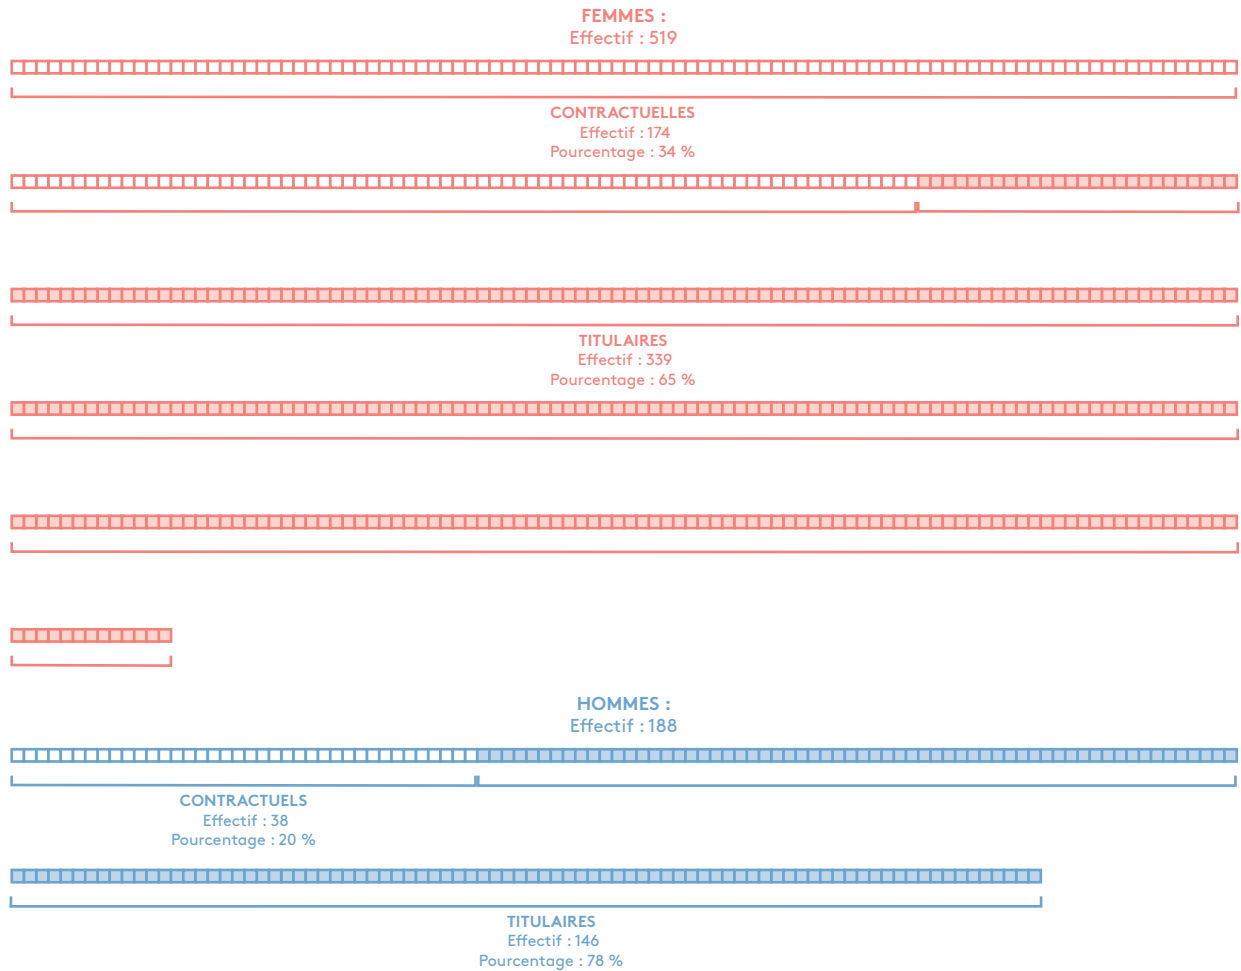 FEMMES :
Effectif : 519
CONTRACTUELLES
Effectif : 174
Pourcentage : 34 %
TITULAIRES
Effectif : 339
Pourcentage : 65 %
HOMMES :
Effectif : 188
CONTRACTUELS
Effectif : 38
Pourcentage : 20 %
TITULAIRES
Effectif : 146
Pourcentage : 78 %